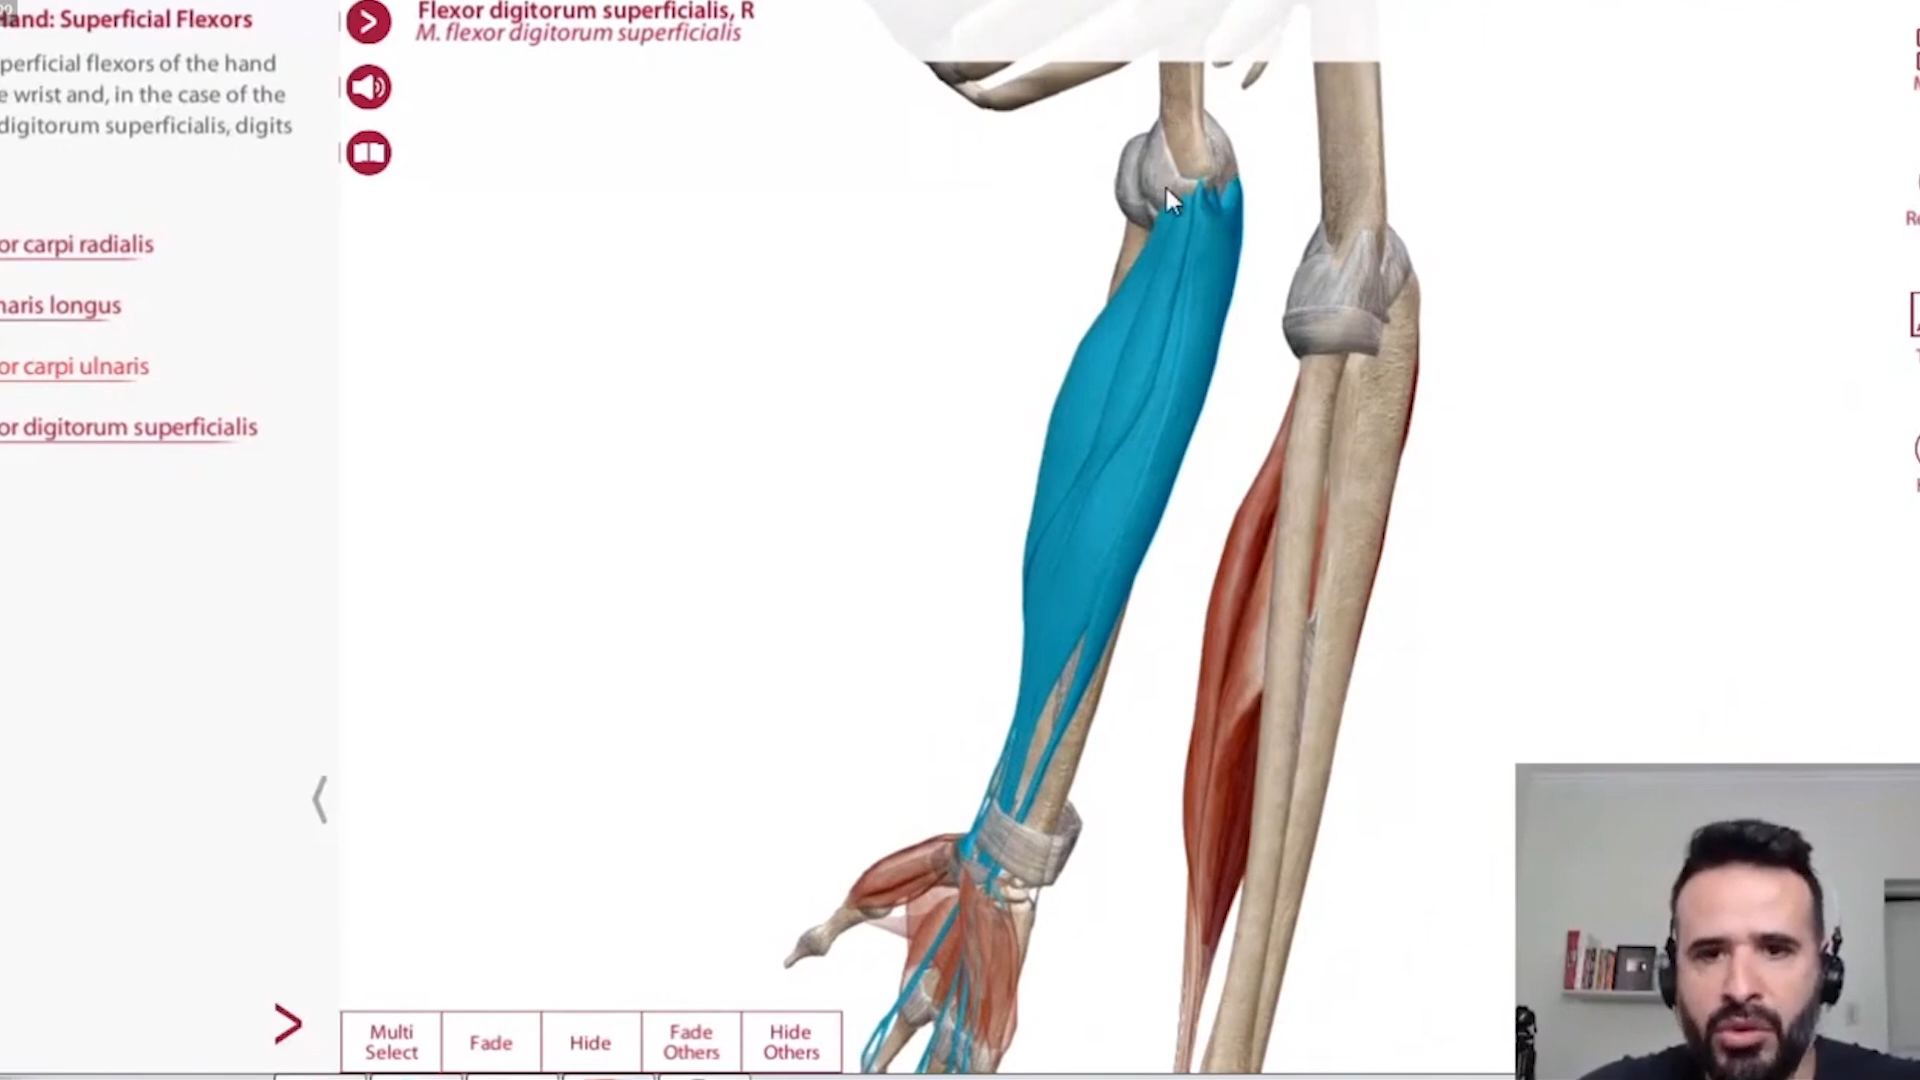 Hand: Superficial Flexors
perficial flexors of the hand
e wrist and, in the case of the
digitorum superficialis, digits
or carpi radialis
naris longus
or carpi ulnaris
or digitorum superficialis
Flexor digitorum superficialis, R
M. flexor digitorum superficialis
Multi
Select
Fade
Hide
Fade
Others
Hide
Others